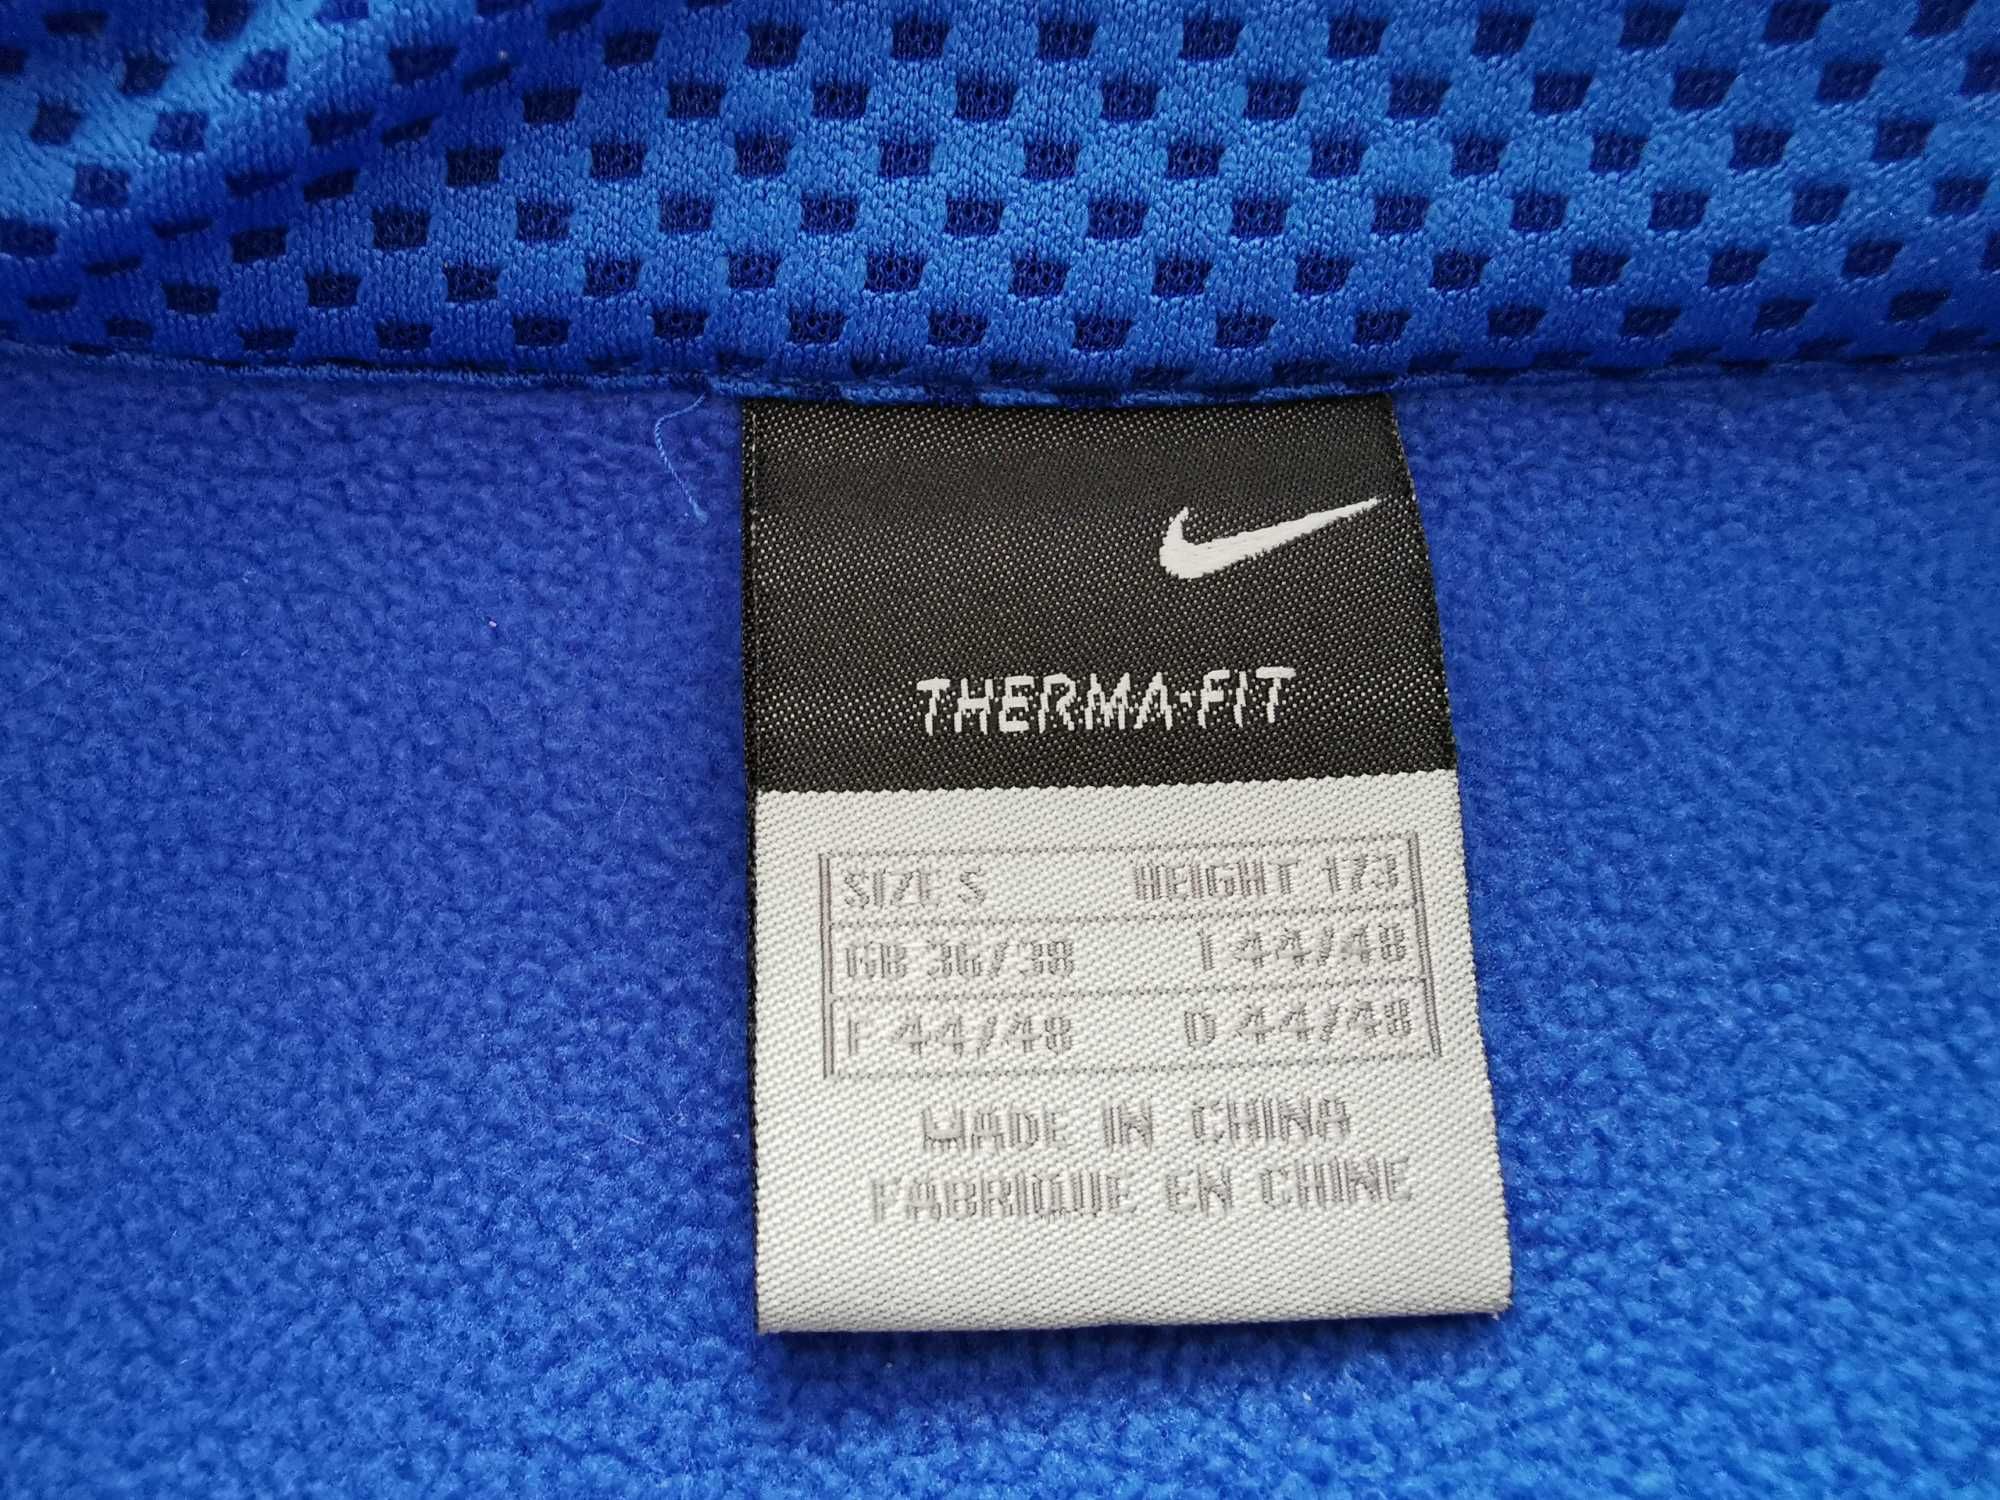 THERMA-FIT
SIZE S HEIGHT 173
GB 36/38 I 44/48
F 44/48 D 44/48
MADE IN CHINA
FABRIQUE EN CHINE